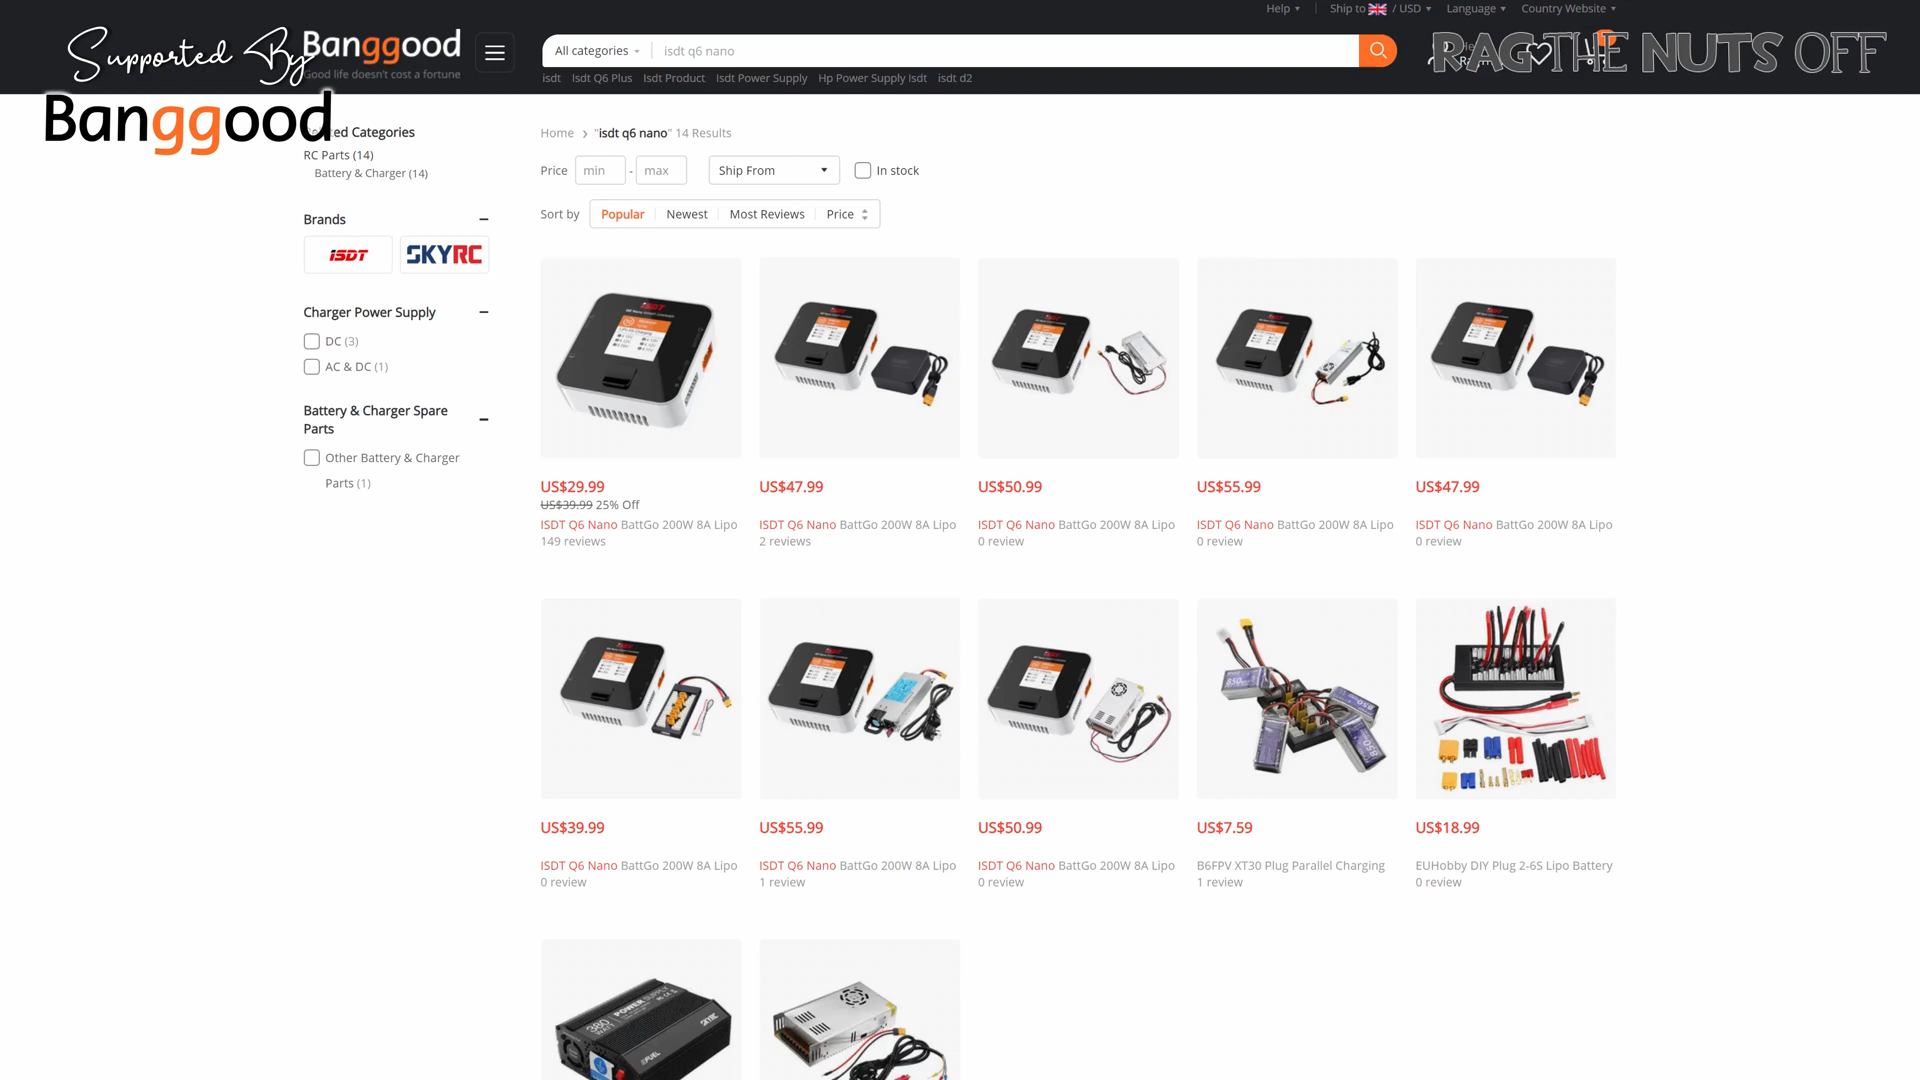 Help
Ship to / USD
Language
Country Website
Supported By
Banggood
Good life doesn't cost a fortune
All categories
isdt q6 nano
RAG THE NUTS OFF
isdt
Isdt Q6 Plus
Isdt Product
Isdt Power Supply
Hp Power Supply Isdt
isdt d2
Banggood
Related Categories
RC Parts (14)
Battery & Charger (14)
Brands
ISDT
SKYRC
Charger Power Supply
DC (3)
AC & DC (1)
Battery & Charger Spare
Parts
Other Battery & Charger
Parts (1)
Home > "isdt q6 nano" 14 Results
Price min - max Ship From In stock
Sort by Popular Newest Most Reviews Price
US$29.99
US$39.99 25% Off
ISDT Q6 Nano BattGo 200W 8A Lipo
149 reviews
US$47.99
ISDT Q6 Nano BattGo 200W 8A Lipo
2 reviews
US$50.99
ISDT Q6 Nano BattGo 200W 8A Lipo
0 review
US$55.99
ISDT Q6 Nano BattGo 200W 8A Lipo
0 review
US$47.99
ISDT Q6 Nano BattGo 200W 8A Lipo
0 review
US$39.99
ISDT Q6 Nano BattGo 200W 8A Lipo
0 review
US$55.99
ISDT Q6 Nano BattGo 200W 8A Lipo
1 review
US$50.99
ISDT Q6 Nano BattGo 200W 8A Lipo
0 review
850
850
US$7.59
B6FPV XT30 Plug Parallel Charging
1 review
US$18.99
EUHobby DIY Plug 2-6S Lipo Battery
0 review
380
WATT
POWER SUPPLY
SKYRC
EFUEL